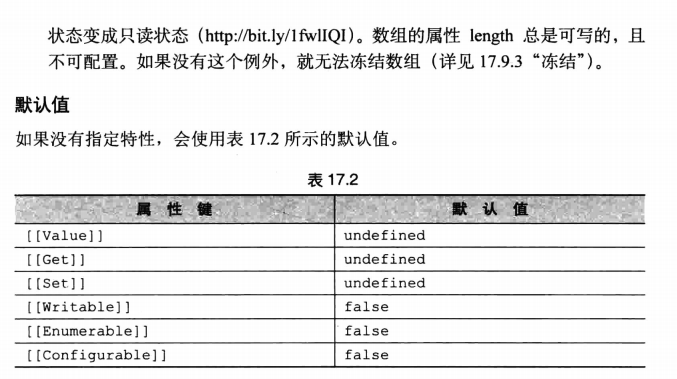 状态变成只读状态（http://bit.ly/1fwlIQI）。数组的属性 length 总是可写的，且
不可配置。如果没有这个例外，就无法冻结数组（详见 17.9.3“冻结”）。
默认值
如果没有指定特性，会使用表 17.2 所示的默认值。
表 17.2
属 性 键 默 认 值
[[Value]] undefined
[[Get]] undefined
[[Set]] undefined
[[Writable]] false
[[Enumerable]] false
[[Configurable]] false